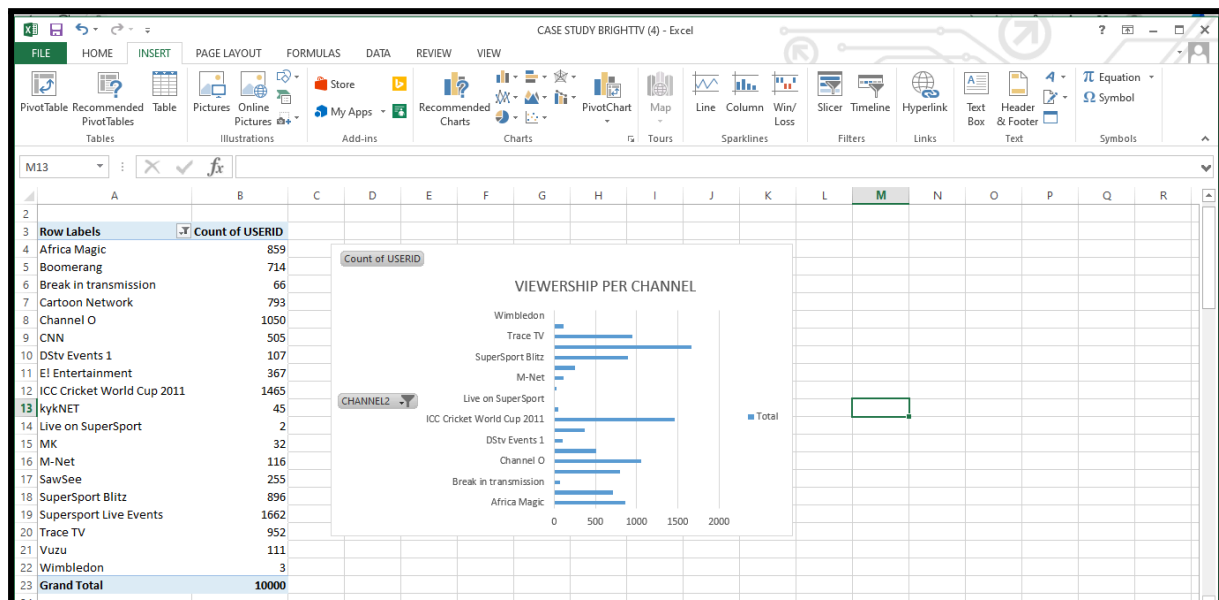 CASE STUDY BRIGHTTV (4) - Excel
?
FILE HOME INSERT PAGE LAYOUT FORMULAS DATA REVIEW VIEW
PivotTable Recommended PivotTables Table
Tables
Pictures Online Pictures
Illustrations
Store
My Apps
Add-ins
Recommended Charts
PivotChart
Charts
Map
Tours
Line Column Win/ Loss
Sparklines
Slicer Timeline
Filters
Hyperlink
Links
Text Box Header & Footer
Text
π Equation
Ω Symbol
Symbols
M13 fx
A B C D E F G H I J K L M N O P Q R
2
3 Row Labels Count of USERID
4 Africa Magic 859
5 Boomerang 714
6 Break in transmission 66
7 Cartoon Network 793
8 Channel O 1050
9 CNN 505
10 DStv Events 1 107
11 E! Entertainment 367
12 ICC Cricket World Cup 2011 1465
13 kykNET 45
14 Live on SuperSport 2
15 MK 32
16 M-Net 116
17 SawSee 255
18 SuperSport Blitz 896
19 Supersport Live Events 1662
20 Trace TV 952
21 Vuzu 111
22 Wimbledon 3
23 Grand Total 10000
Count of USERID
VIEWERSHIP PER CHANNEL
Wimbledon
Trace TV
SuperSport Blitz
M-Net
Live on SuperSport
ICC Cricket World Cup 2011
DStv Events 1
Channel O
Break in transmission
Africa Magic
0 500 1000 1500 2000
CHANNEL2
Total